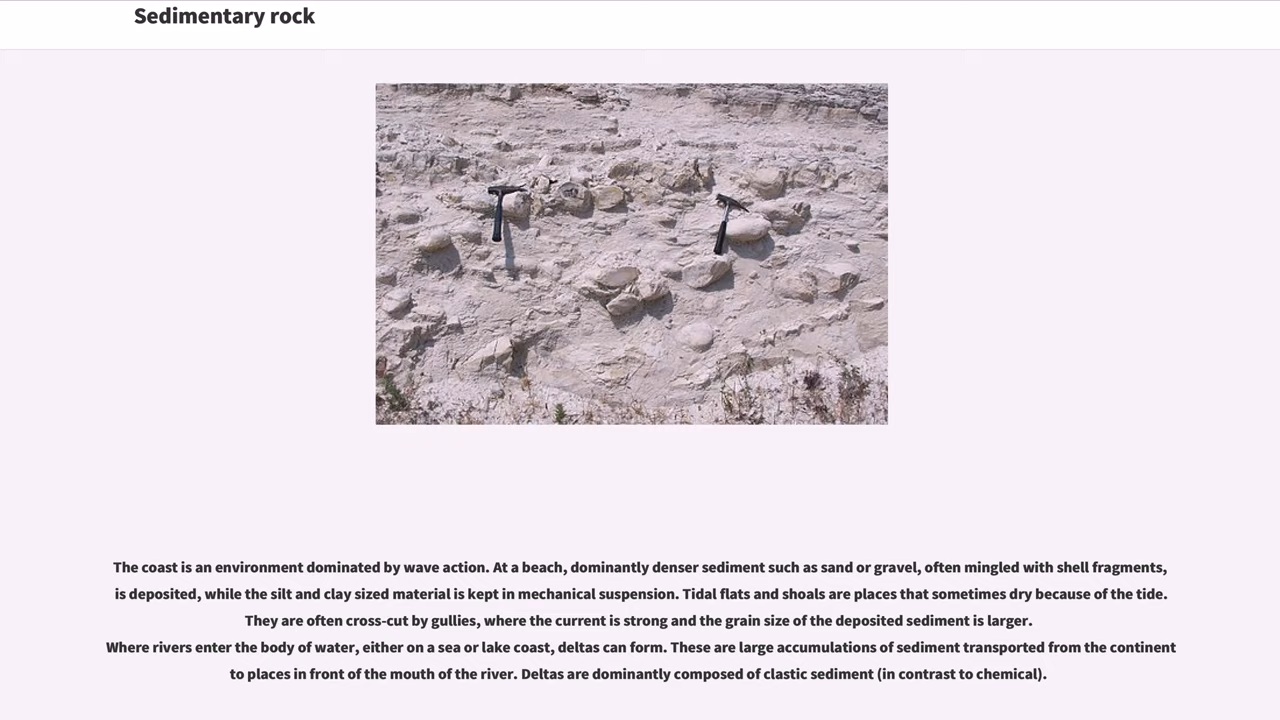 Sedimentary rock
The coast is an environment dominated by wave action. At a beach, dominantly denser sediment such as sand or gravel, often mingled with shell fragments,
is deposited, while the silt and clay sized material is kept in mechanical suspension. Tidal flats and shoals are places that sometimes dry because of the tide.
They are often cross-cut by gullies, where the current is strong and the grain size of the deposited sediment is larger.
Where rivers enter the body of water, either on a sea or lake coast, deltas can form. These are large accumulations of sediment transported from the continent
to places in front of the mouth of the river. Deltas are dominantly composed of clastic sediment (in contrast to chemical).